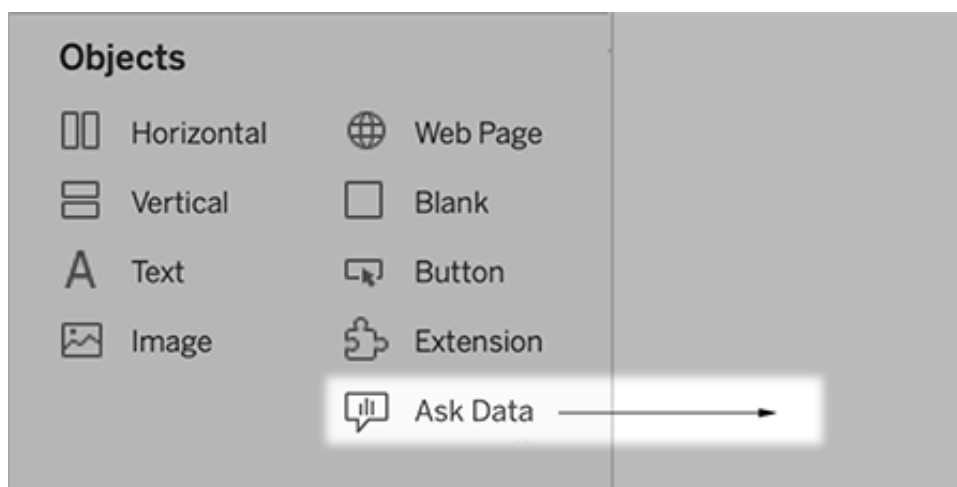 Objects
Horizontal
Web Page
Vertical
Blank
Text
Button
Image
Extension
Ask Data